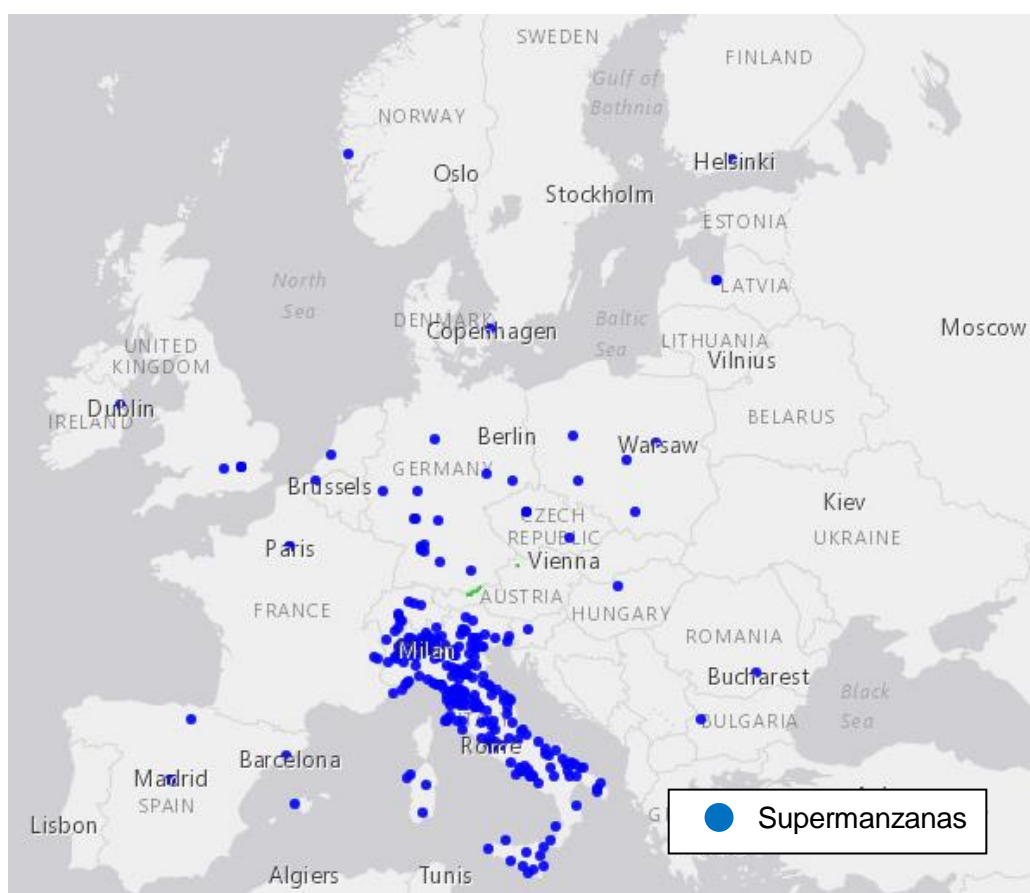 SWEDEN
FINLAND
Gulf of
Bothnia
NORWAY
Helsinki
Oslo
Stockholm
ESTONIA
North
Sea
LATVIA
DENMARK
Copenhagen
Baltic
Sea
LITHUANIA
Vilnius
Moscow
UNITED
KINGDOM
Dublin
IRELAND
BELARUS
Berlin
Warsaw
GERMANY
Brussels
Kiev
CZECH
REPUBLIC
UKRAINE
Paris
Vienna
FRANCE
AUSTRIA
HUNGARY
ROMANIA
Milan
Bucharest
Black
Sea
BULGARIA
Rome
Barcelona
Madrid
SPAIN
Lisbon
Supermanzanas
Algiers
Tunis